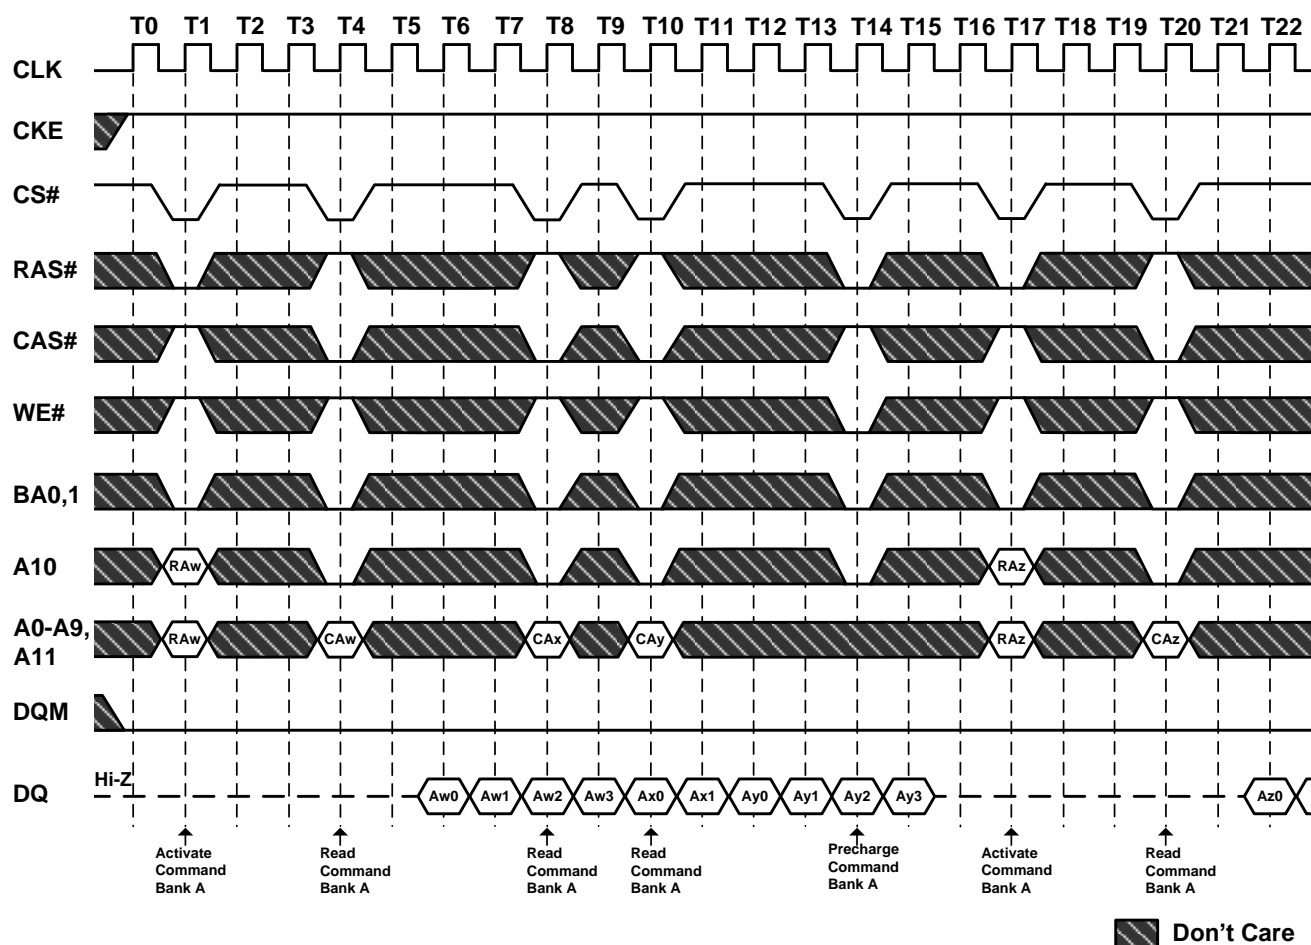 T0 T1 T2 T3 T4 T5 T6 T7 T8 T9 T10 T11 T12 T13 T14 T15 T16 T17 T18 T19 T20 T21 T22
CLK
CKE
CS#
RAS#
CAS#
WE#
BA0,1
A10 RAw RAz
A0-A9,
A11 RAw CAw CAx CAy RAz CAz
DQM
Hi-Z
DQ Aw0 Aw1 Aw2 Aw3 Ax0 Ax1 Ay0 Ay1 Ay2 Ay3 Az0
Activate
Command
Bank A
Read
Command
Bank A
Read
Command
Bank A
Read
Command
Bank A
Precharge
Command
Bank A
Activate
Command
Bank A
Read
Command
Bank A
Don't Care